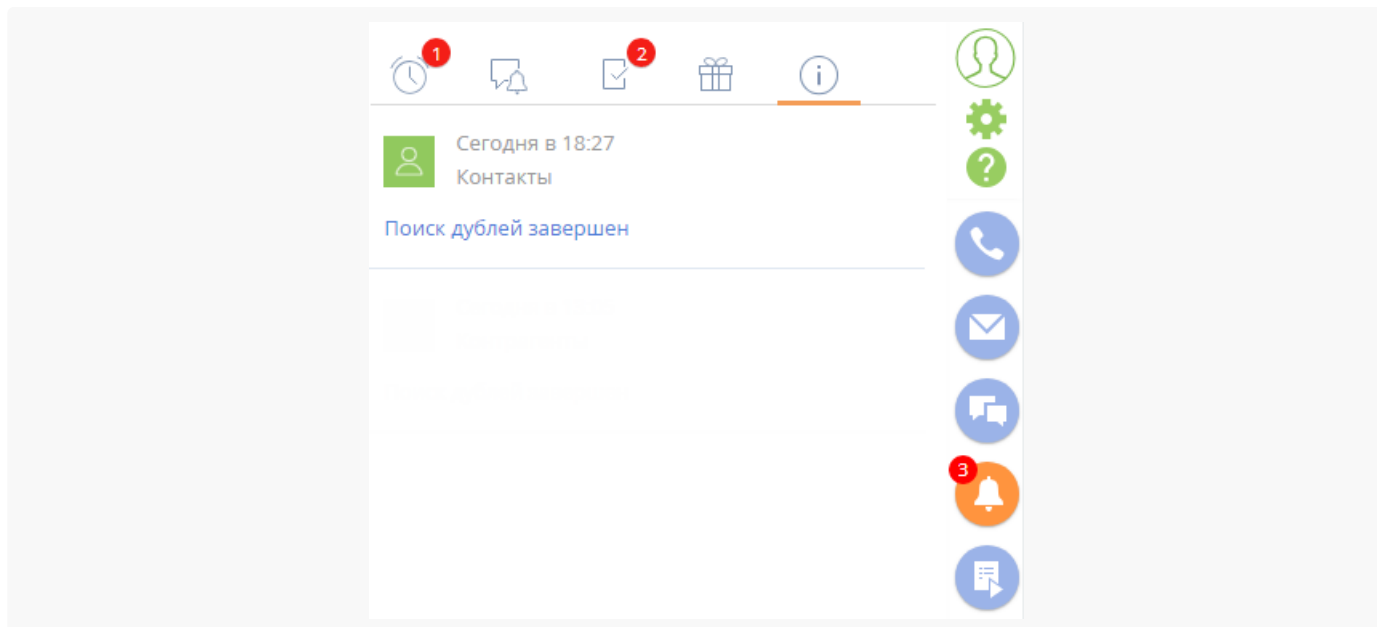 1
2
Сегодня в 18:27
Контакты
Поиск дублей завершен
3